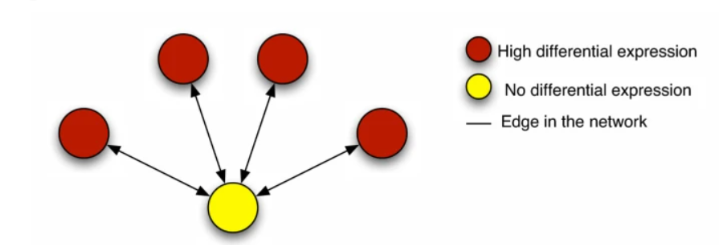 High differential expression
No differential expression
Edge in the network